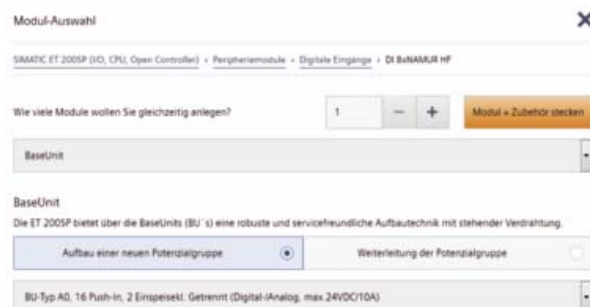 Modul-Auswahl
SIMATIC ET 200SP (I/O, CPU, Open Controller) › Peripheriemodule › Digitale Eingänge › DI 8xNAMUR HF
Wie viele Module wollen Sie gleichzeitig anlegen? 1 − + Modul + Zubehör stecken
BaseUnit
BaseUnit
Die ET 200SP bietet über die BaseUnits (BU`s) eine robuste und servicefreundliche Aufbautechnik mit stehender Verdrahtung.
Aufbau einer neuen Potenzialgruppe Weiterleitung der Potenzialgruppe
BU-Typ A0, 16 Push-In, 2 Einspeisekl. Getrennt (Digital-/Analog, max.24VDC/10A)